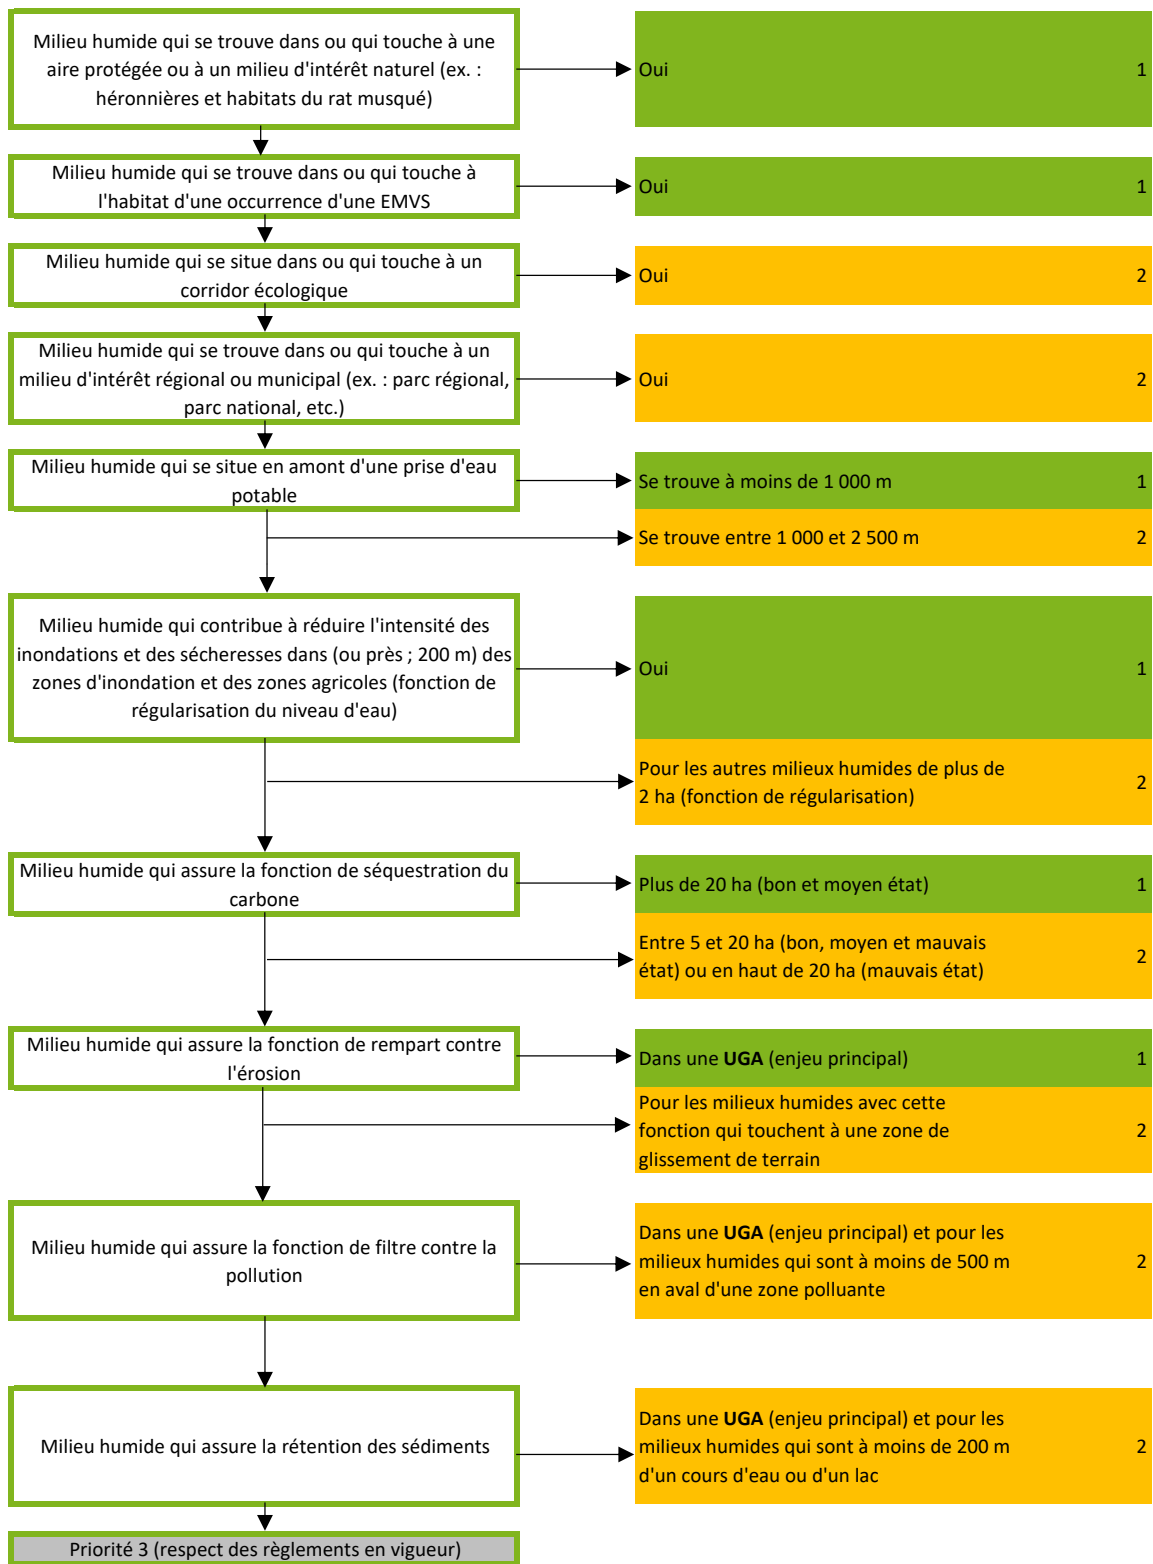 Milieu humide qui se trouve dans ou qui touche à une
aire protégée ou à un milieu d'intérêt naturel (ex. :
héronnières et habitats du rat musqué)
Oui 1
Milieu humide qui se trouve dans ou qui touche à
l'habitat d'une occurrence d'une EMVS
Oui 1
Milieu humide qui se situe dans ou qui touche à un
corridor écologique
Oui 2
Milieu humide qui se trouve dans ou qui touche à un
milieu d'intérêt régional ou municipal (ex. : parc régional,
parc national, etc.)
Oui 2
Milieu humide qui se situe en amont d'une prise d'eau
potable
Se trouve à moins de 1 000 m 1
Se trouve entre 1 000 et 2 500 m 2
Milieu humide qui contribue à réduire l'intensité des
inondations et des sécheresses dans (ou près ; 200 m) des
zones d'inondation et des zones agricoles (fonction de
régularisation du niveau d'eau)
Oui 1
Pour les autres milieux humides de plus de
2 ha (fonction de régularisation) 2
Milieu humide qui assure la fonction de séquestration du
carbone
Plus de 20 ha (bon et moyen état) 1
Entre 5 et 20 ha (bon, moyen et mauvais
état) ou en haut de 20 ha (mauvais état) 2
Milieu humide qui assure la fonction de rempart contre
l'érosion
Dans une UGA (enjeu principal) 1
Pour les milieux humides avec cette
fonction qui touchent à une zone de 2
glissement de terrain
Milieu humide qui assure la fonction de filtre contre la
pollution
Dans une UGA (enjeu principal) et pour les
milieux humides qui sont à moins de 500 m 2
en aval d'une zone polluante
Milieu humide qui assure la rétention des sédiments
Dans une UGA (enjeu principal) et pour les
milieux humides qui sont à moins de 200 m 2
d'un cours d'eau ou d'un lac
Priorité 3 (respect des règlements en vigueur)